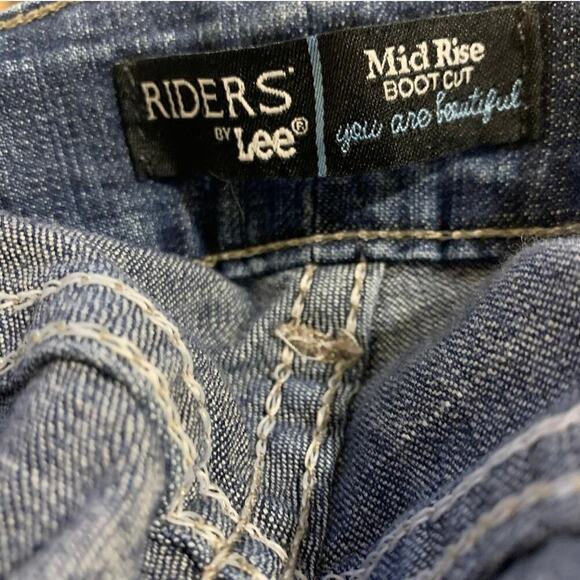 RIDERS
BY Lee®
Mid Rise
BOOT CUT
you are beautiful